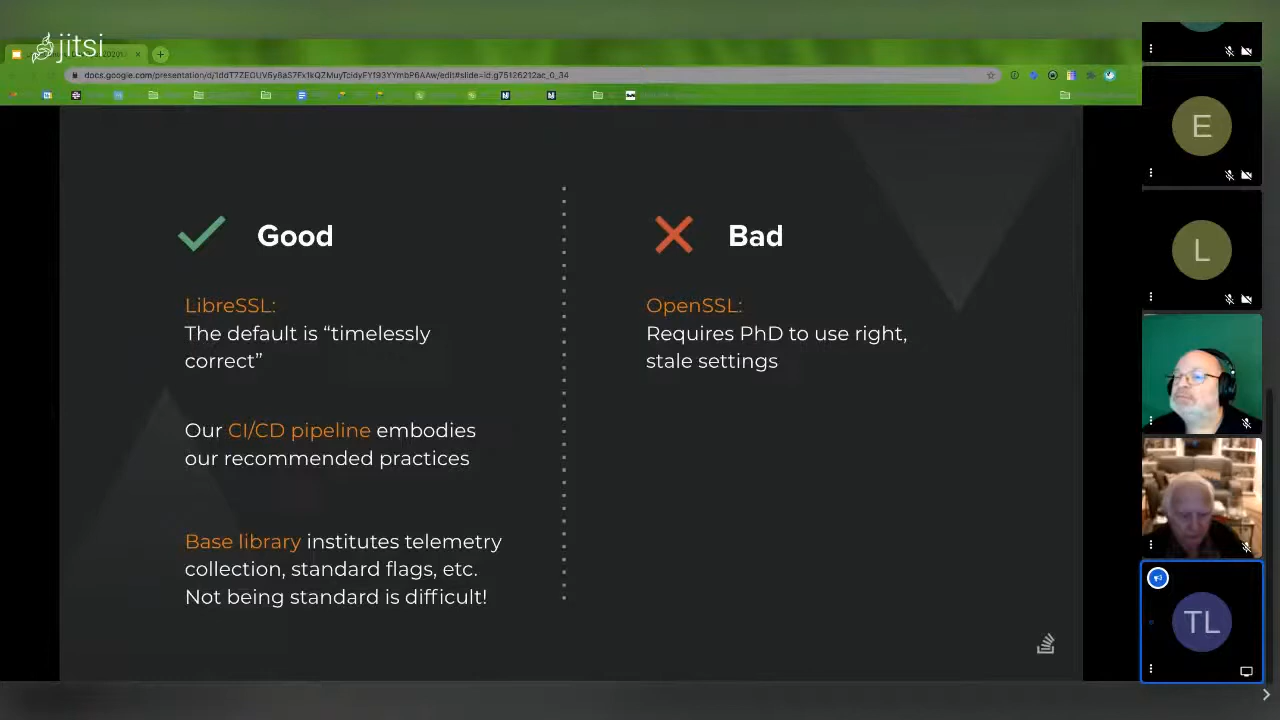 jitsi
Good
LibreSSL:
The default is “timelessly
correct”
Our CI/CD pipeline embodies
our recommended practices
Base library institutes telemetry
collection, standard flags, etc.
Not being standard is difficult!
Bad
OpenSSL:
Requires PhD to use right,
stale settings
E
L
TL